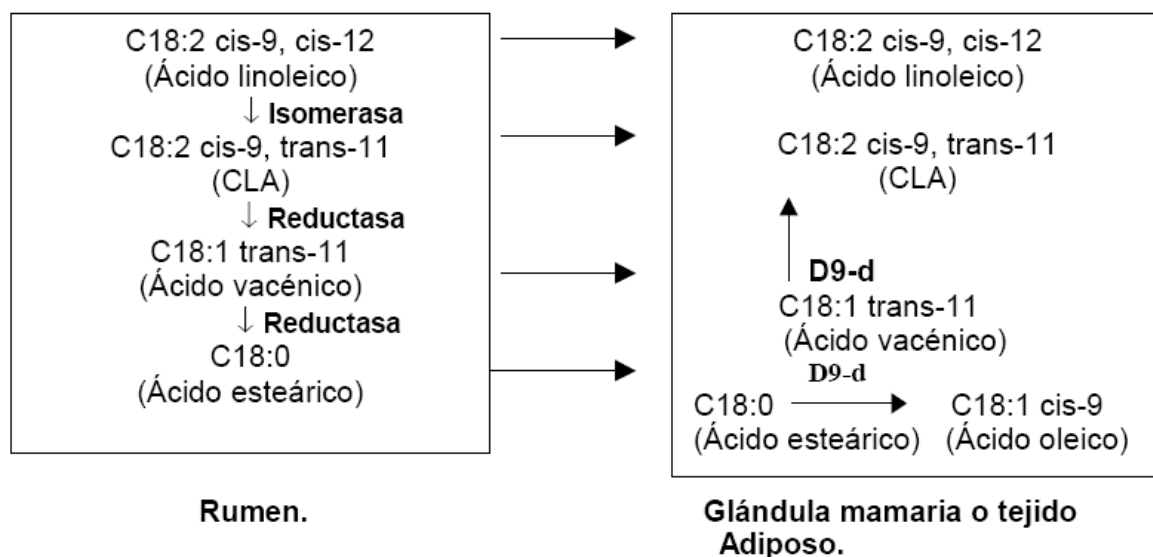 C18:2 cis-9, cis-12
(Ácido linoleico)
↓ Isomerasa
C18:2 cis-9, trans-11
(CLA)
↓ Reductasa
C18:1 trans-11
(Ácido vacénico)
↓ Reductasa
C18:0
(Ácido esteárico)
Rumen.
C18:2 cis-9, cis-12
(Ácido linoleico)
C18:2 cis-9, trans-11
(CLA)
D9-d
C18:1 trans-11
(Ácido vacénico)
D9-d
C18:0 C18:1 cis-9
(Ácido esteárico) (Ácido oleico)
Glándula mamaria o tejido
Adiposo.